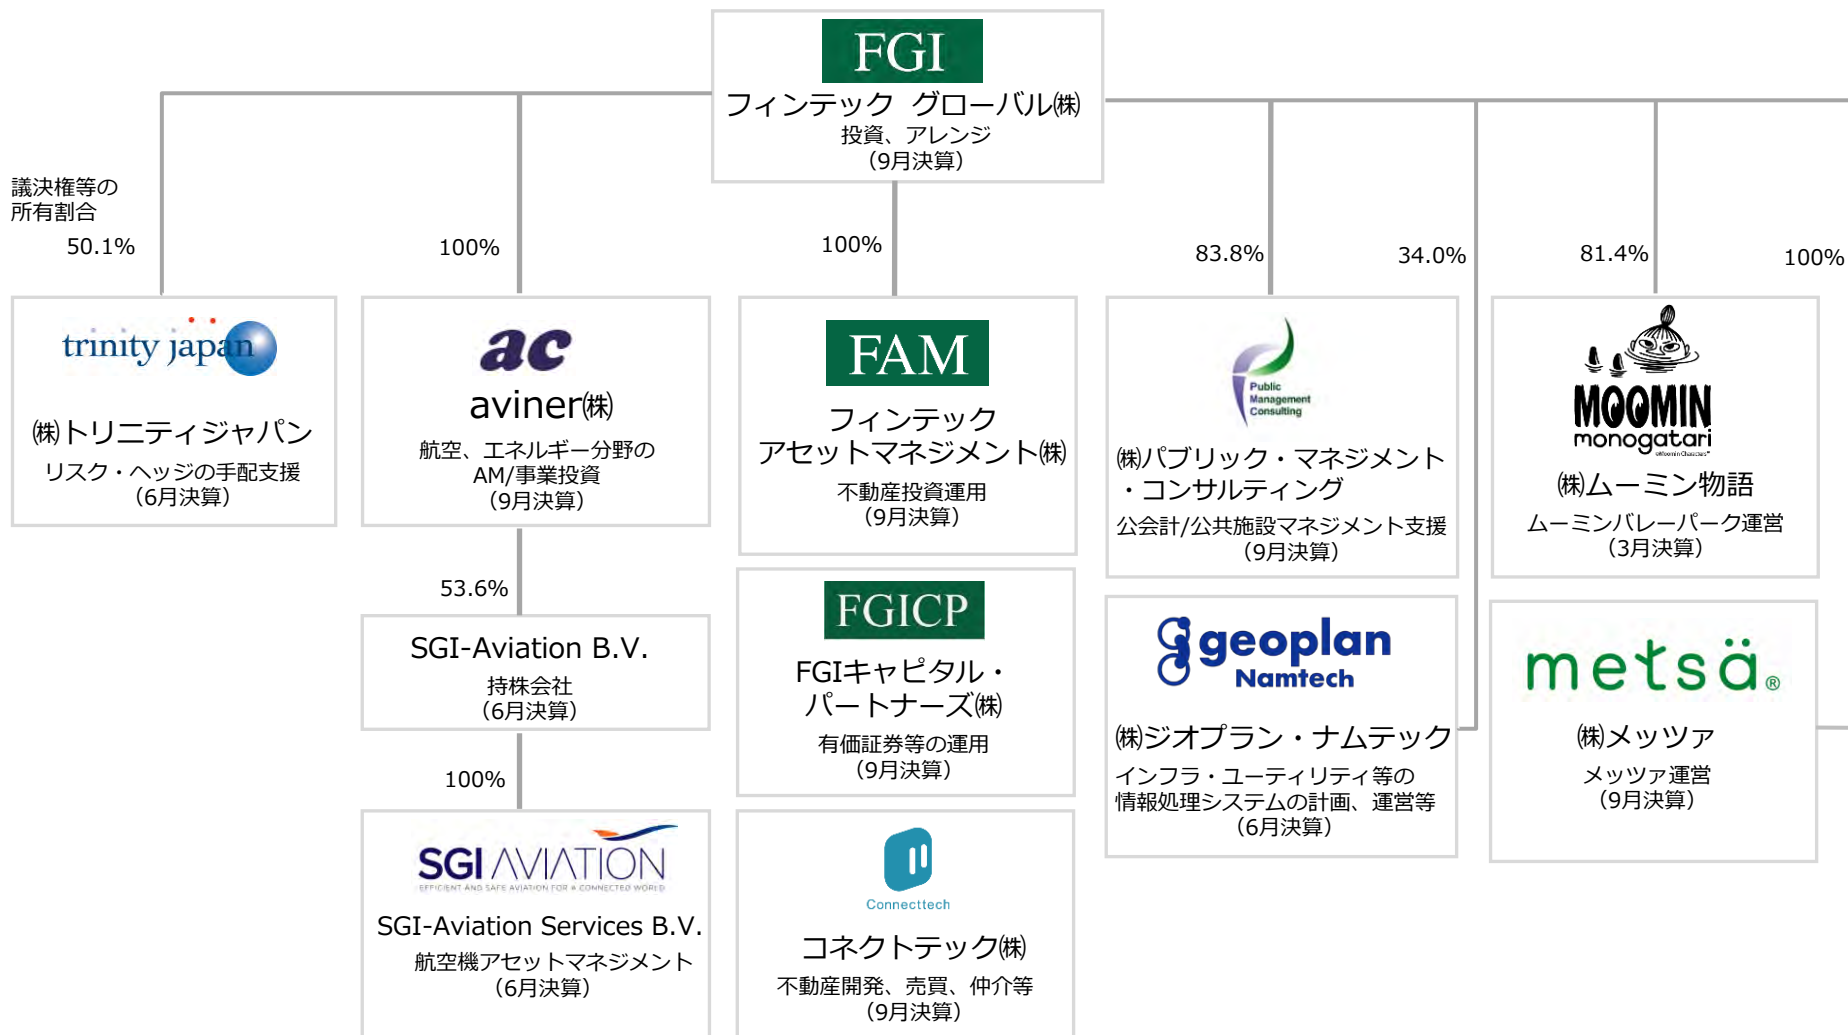 FGI
フィンテック グローバル㈱
投資、アレンジ
（9月決算）
議決権等の
所有割合
50.1%
100%
100%
83.8%
34.0%
81.4%
100%
trinity japan
㈱トリニティジャパン
リスク・ヘッジの手配支援
（6月決算）
ac
aviner㈱
航空、エネルギー分野の
AM/事業投資
（9月決算）
53.6%
SGI-Aviation B.V.
持株会社
（6月決算）
100%
SGI AVIATION
EFFICIENT AND SAFE AVIATION FOR A CONNECTED WORLD
SGI-Aviation Services B.V.
航空機アセットマネジメント
（6月決算）
FAM
フィンテック
アセットマネジメント㈱
不動産投資運用
（9月決算）
FGICP
FGIキャピタル・
パートナーズ㈱
有価証券等の運用
（9月決算）
Connecttech
コネクトテック㈱
不動産開発、売買、仲介等
（9月決算）
Public
Management
Consulting
㈱パブリック・マネジメント
・コンサルティング
公会計/公共施設マネジメント支援
（9月決算）
geoplan
Namtech
㈱ジオプラン・ナムテック
インフラ・ユーティリティ等の
情報処理システムの計画、運営等
（6月決算）
MOOMIN
monogatari
©Moomin Characters™
㈱ムーミン物語
ムーミンバレーパーク運営
（3月決算）
metsä®
㈱メッツァ
メッツァ運営
（9月決算）